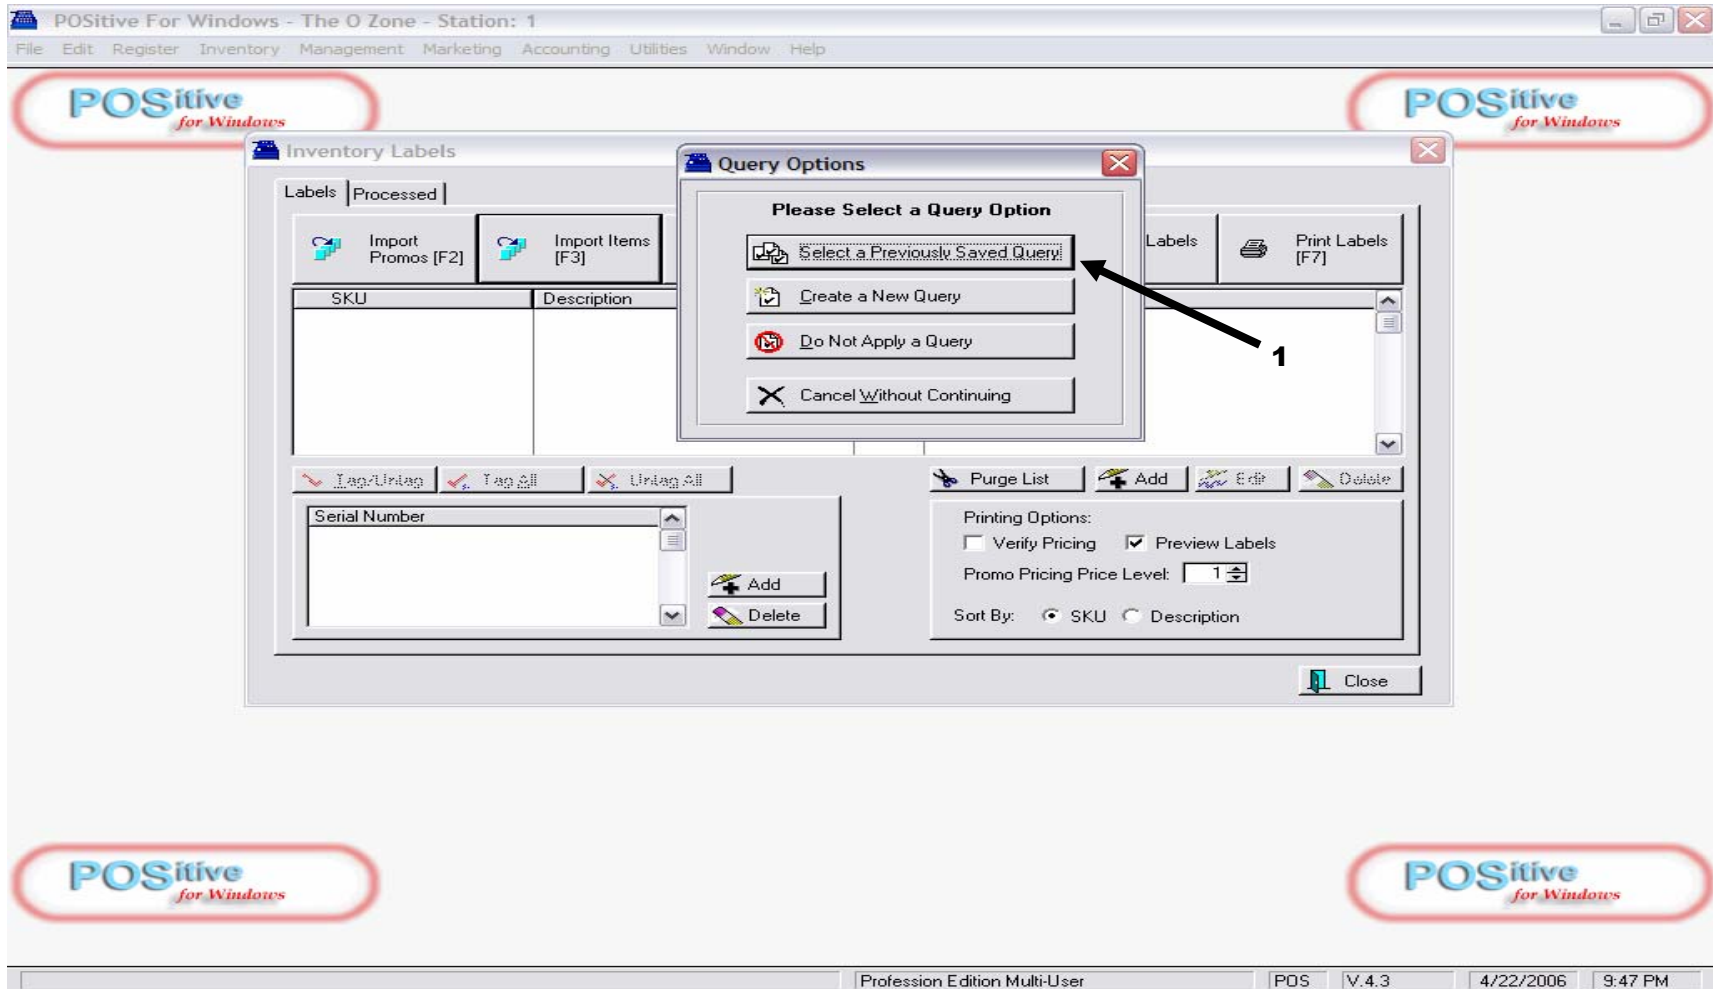 POSitive For Windows - The O Zone - Station: 1
File Edit Register Inventory Management Marketing Accounting Utilities Window Help
POSitive
for Windows
POSitive
for Windows
Inventory Labels
Labels Processed
Import
Promos [F2]
Import Items
[F3]
Labels
Print Labels
[F7]
SKU Description
Query Options
Please Select a Query Option
Select a Previously Saved Query
Create a New Query
Do Not Apply a Query
Cancel Without Continuing
1
Tag/Untag Tag All Untag All
Purge List Add Edit Delete
Serial Number
Add
Delete
Printing Options:
Verify Pricing Preview Labels
Promo Pricing Price Level: 1
Sort By: SKU Description
Close
POSitive
for Windows
POSitive
for Windows
Profession Edition Multi-User POS V.4.3 4/22/2006 9:47 PM